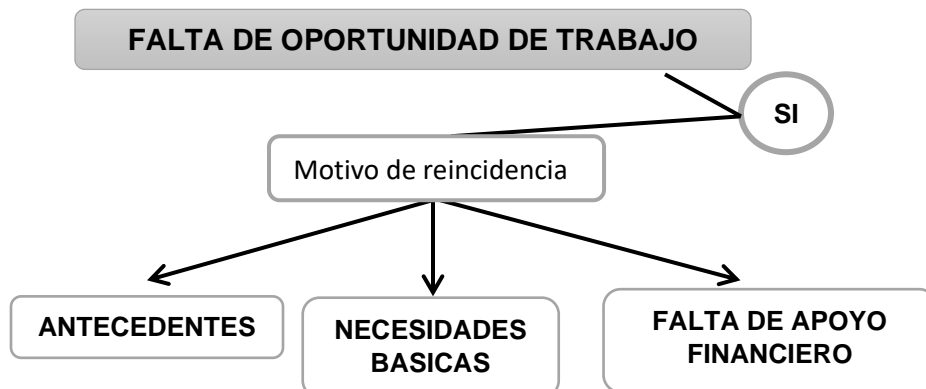 FALTA DE OPORTUNIDAD DE TRABAJO
SI
Motivo de reincidencia
ANTECEDENTES
NECESIDADES
BASICAS
FALTA DE APOYO
FINANCIERO